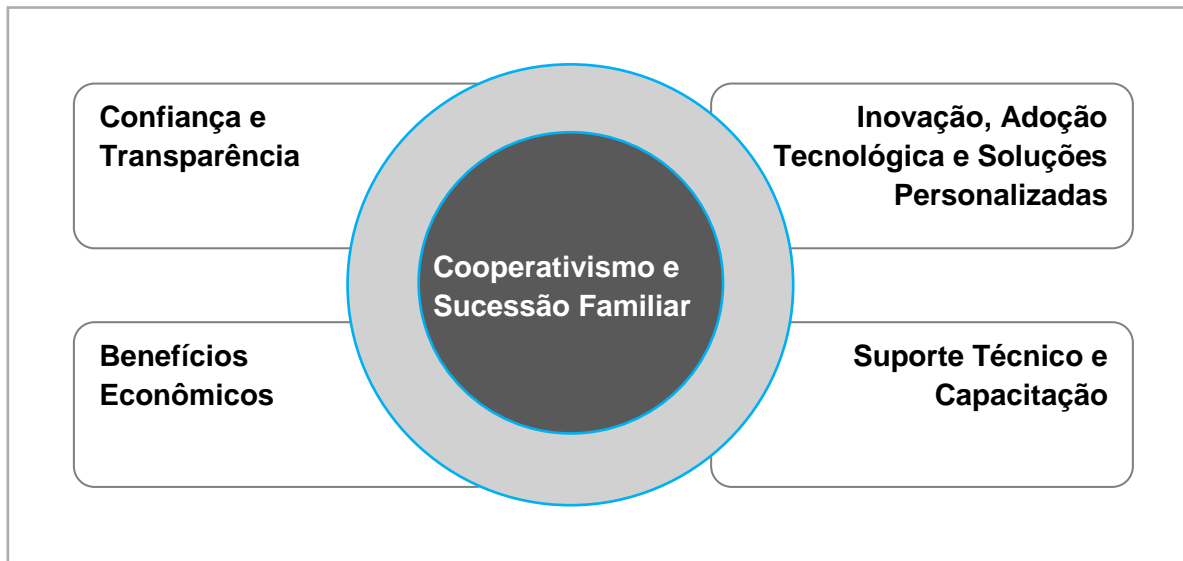 Confiança e
Transparência
Inovação, Adoção
Tecnológica e Soluções
Personalizadas
Cooperativismo e
Sucessão Familiar
Benefícios
Econômicos
Suporte Técnico e
Capacitação